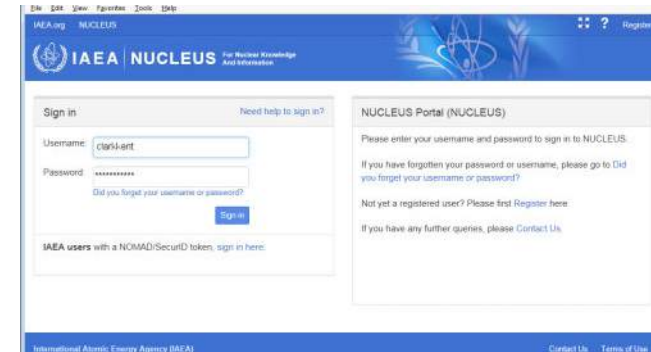 File Edit View Favorites Tools Help
IAEA.org NUCLEUS ? Register
IAEA NUCLEUS For Nuclear Knowledge
And Information
Sign in Need help to sign in?
Username: clarkkent
Password: ***********
Did you forget your username or password?
Sign in
IAEA users with a NOMAD/SecurID token, sign in here.
NUCLEUS Portal (NUCLEUS)
Please enter your username and password to sign in to NUCLEUS.
If you have forgotten your password or username, please go to Did
you forget your username or password?
Not yet a registered user? Please first Register here
If you have any further queries, please Contact Us
International Atomic Energy Agency (IAEA) Contact Us Terms of Use